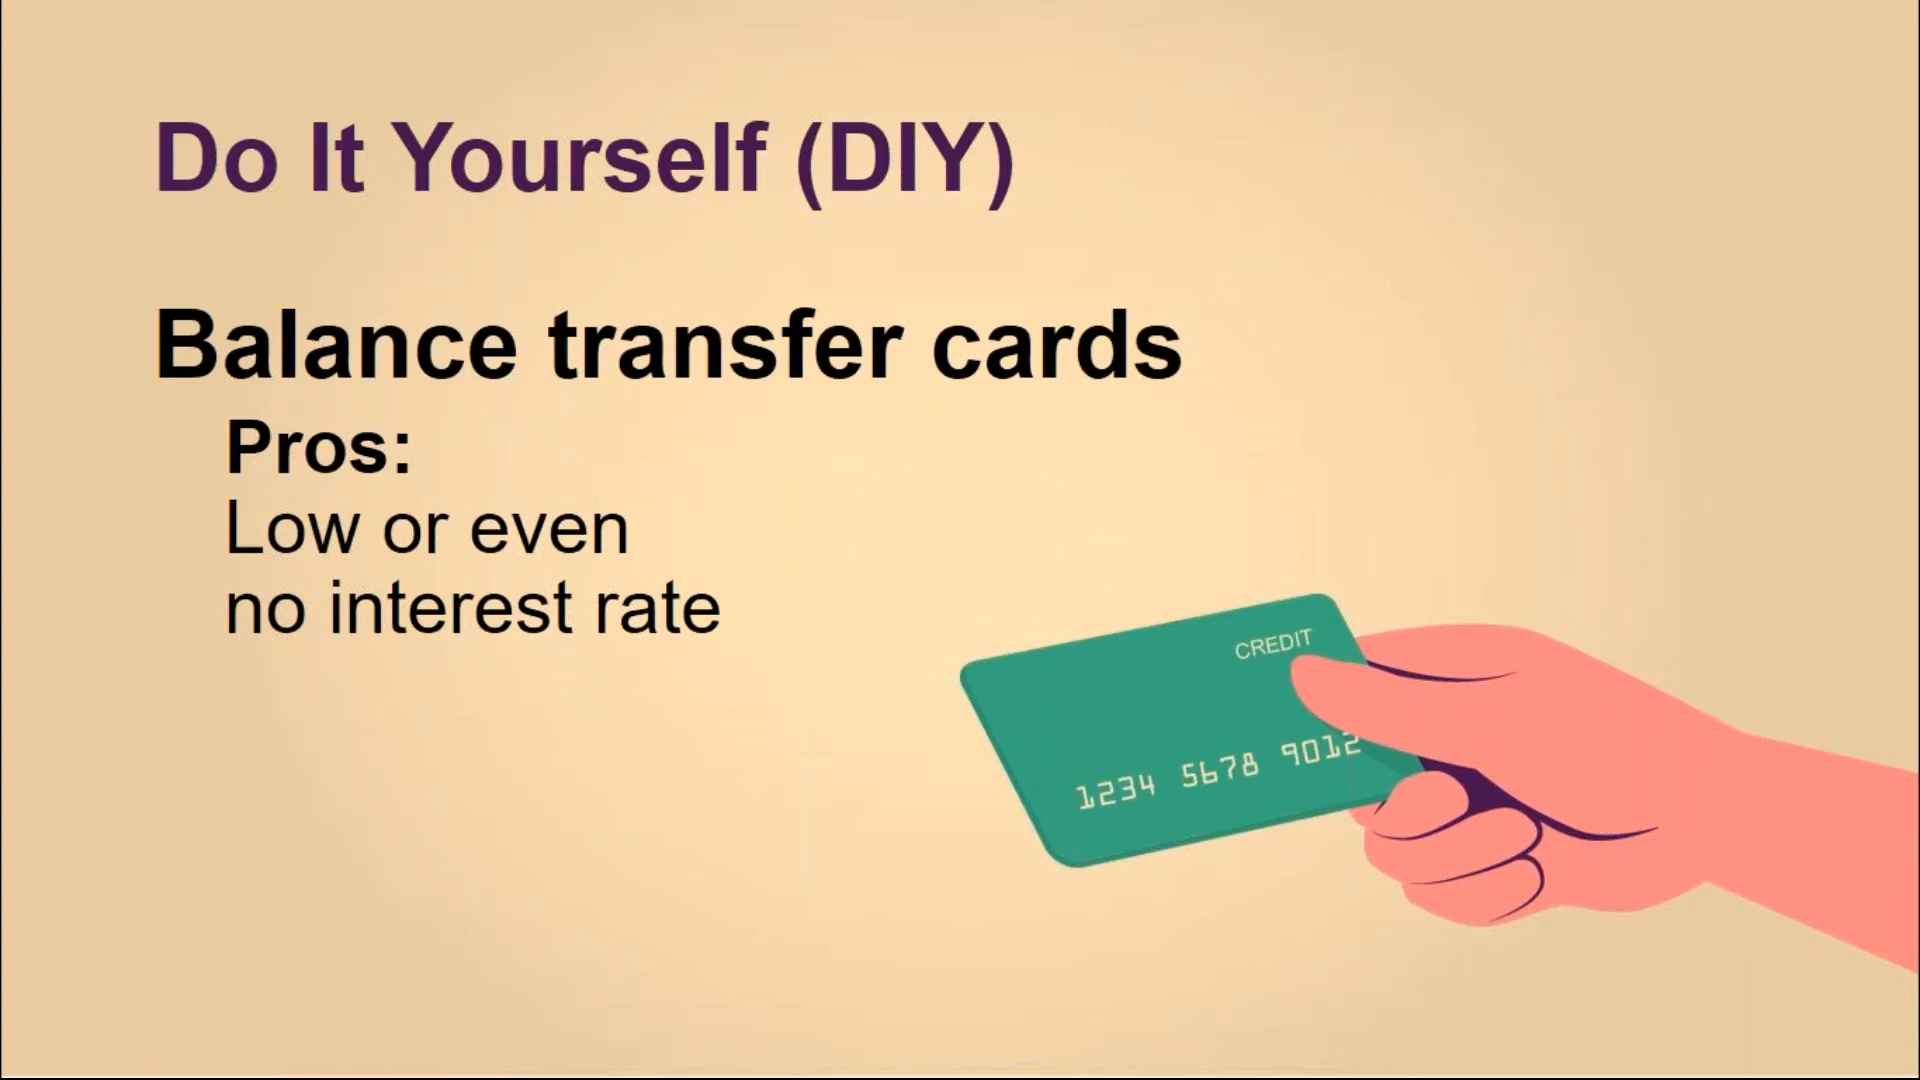 Do It Yourself (DIY)
Balance transfer cards
Pros:
Low or even
no interest rate
CREDIT
1234 5678 9012